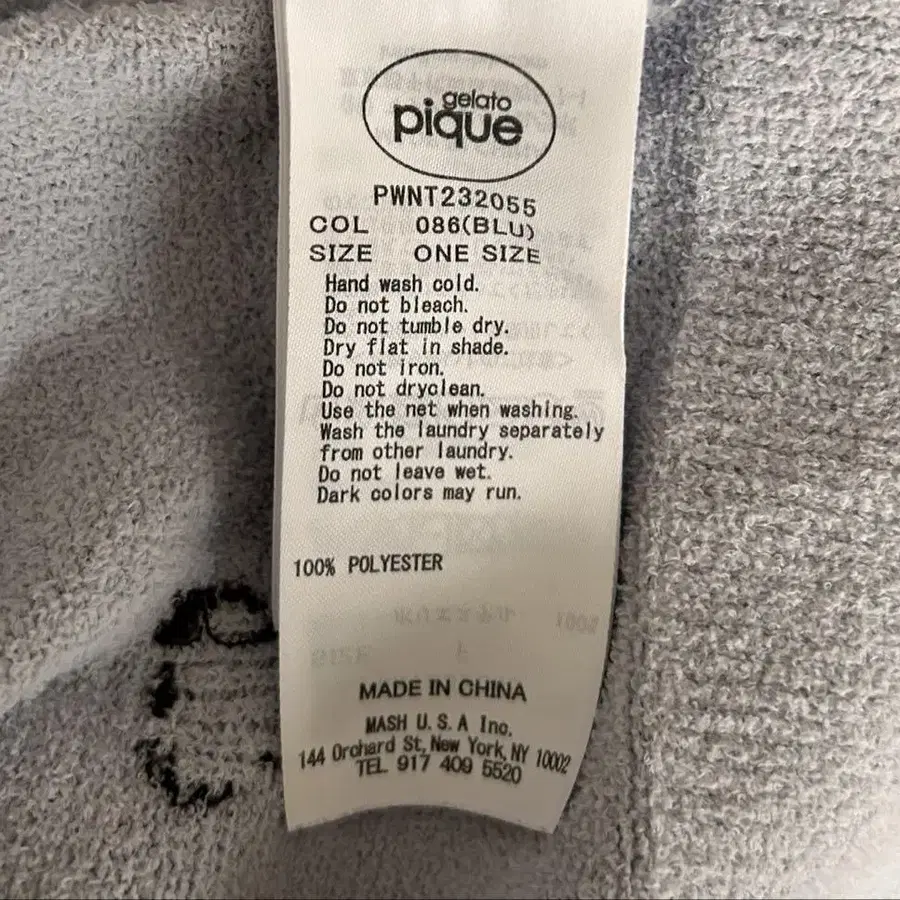 gelato
pique
PWNT232055
COL 086(BLU)
SIZE ONE SIZE
Hand wash cold.
Do not bleach.
Do not tumble dry.
Dry flat in shade.
Do not iron.
Do not dryclean.
Use the net when washing.
Wash the laundry separately
from other laundry.
Do not leave wet.
Dark colors may run.
100% POLYESTER
MADE IN CHINA
MASH U.S.A Inc.
144 Orchard St, New York, NY 10002
TEL 917 409 5520